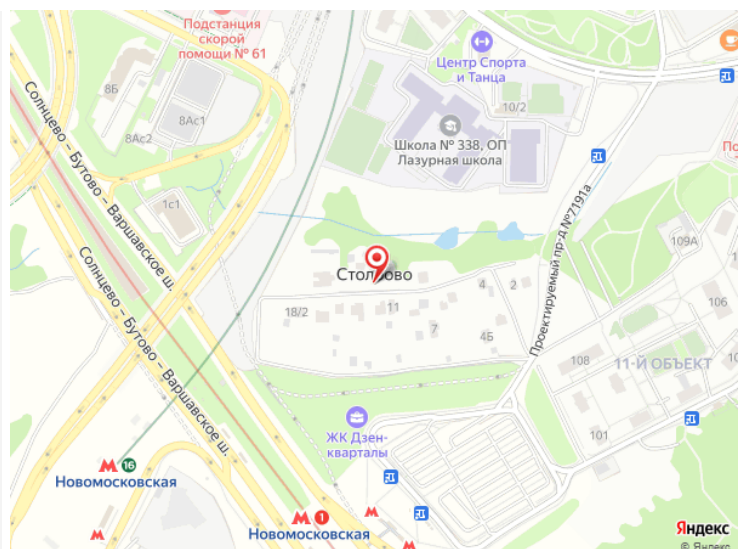 Подстанция
скорой
помощи № 61
8Б
8Ас1
8Ас2
Центр Спорта
и Танца
10/2
Школа № 338, ОП
Лазурная школа
Солнцево – Бутово – Варшавское ш.
1с1
Проектируемый пр-д №7191а
109А
Солнцево – Бутово – Варшавское ш.
Столбово
4
2
18/2
11
7
4Б
106
108
11-Й ОБЪЕКТ
ЖК Дзен-
кварталы
101
16
Новомосковская
1
Новомосковская
Яндекс
© Яндекс